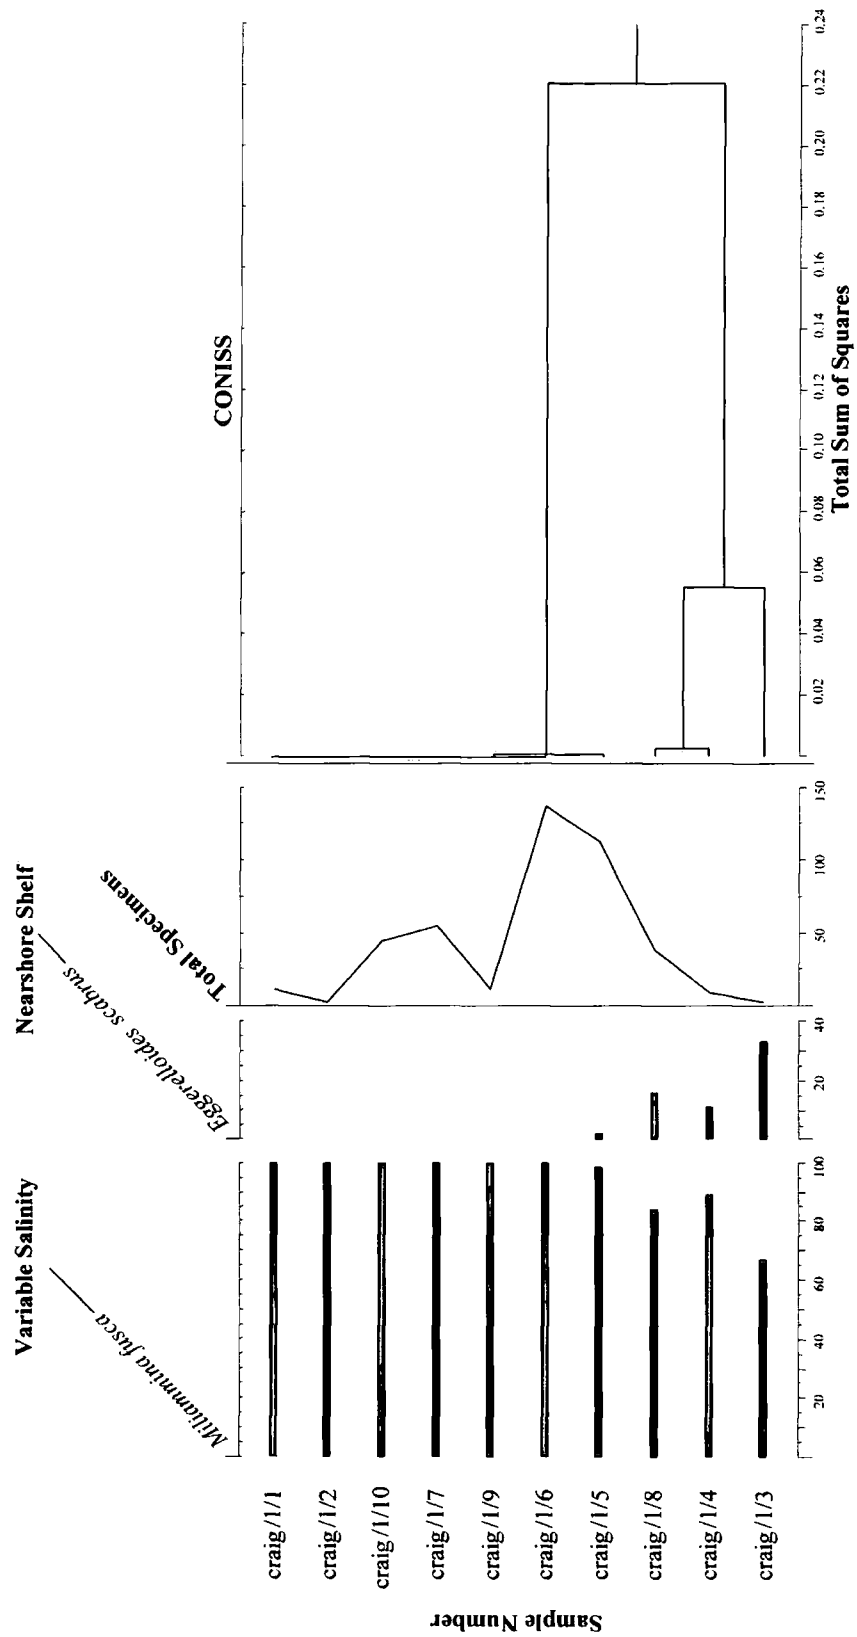 Variable Salinity
Nearshore Shelf
Miliammina fusca
Eggerelloides scabrus
Total Specimens
CONISS
Sample Number
craig/1/1
craig/1/2
craig/1/10
craig/1/7
craig/1/9
craig/1/6
craig/1/5
craig/1/8
craig/1/4
craig/1/3
20 40 60 80 100
20 40
50 100 150
0.02 0.04 0.06 0.08 0.10 0.12 0.14 0.16 0.18 0.20 0.22 0.24
Total Sum of Squares